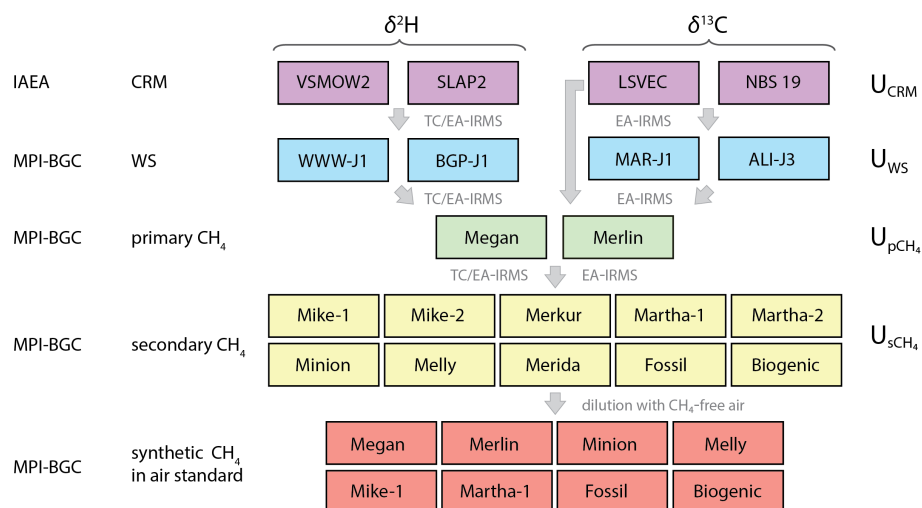 δ²H δ¹³C
IAEA CRM VSMOW2 SLAP2 LSVEC NBS 19 U_CRM
TC/EA-IRMS EA-IRMS
MPI-BGC WS WWW-J1 BGP-J1 MAR-J1 ALI-J3 U_WS
TC/EA-IRMS EA-IRMS
MPI-BGC primary CH₄ Megan Merlin U_pCH₄
TC/EA-IRMS EA-IRMS
Mike-1 Mike-2 Merkur Martha-1 Martha-2
MPI-BGC secondary CH₄ U_sCH₄
Minion Melly Merida Fossil Biogenic
dilution with CH₄-free air
Megan Merlin Minion Melly
MPI-BGC synthetic CH₄
in air standard
Mike-1 Martha-1 Fossil Biogenic